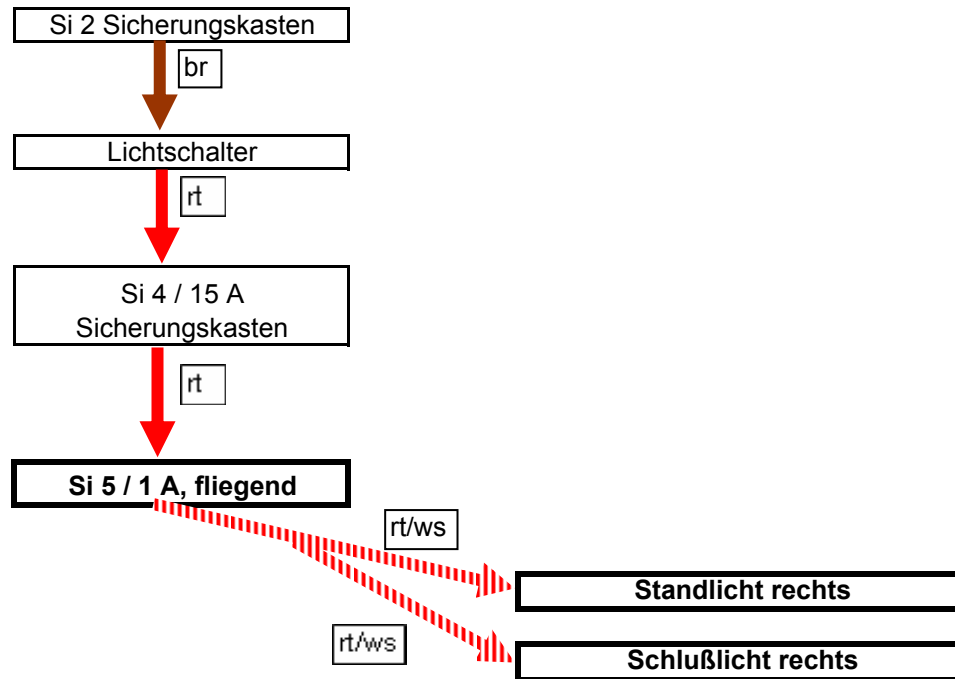 Si 2 Sicherungskasten
br
Lichtschalter
rt
Si 4 / 15 A
Sicherungskasten
rt
Si 5 / 1 A, fliegend
rt/ws
Standlicht rechts
rt/ws
Schlußlicht rechts